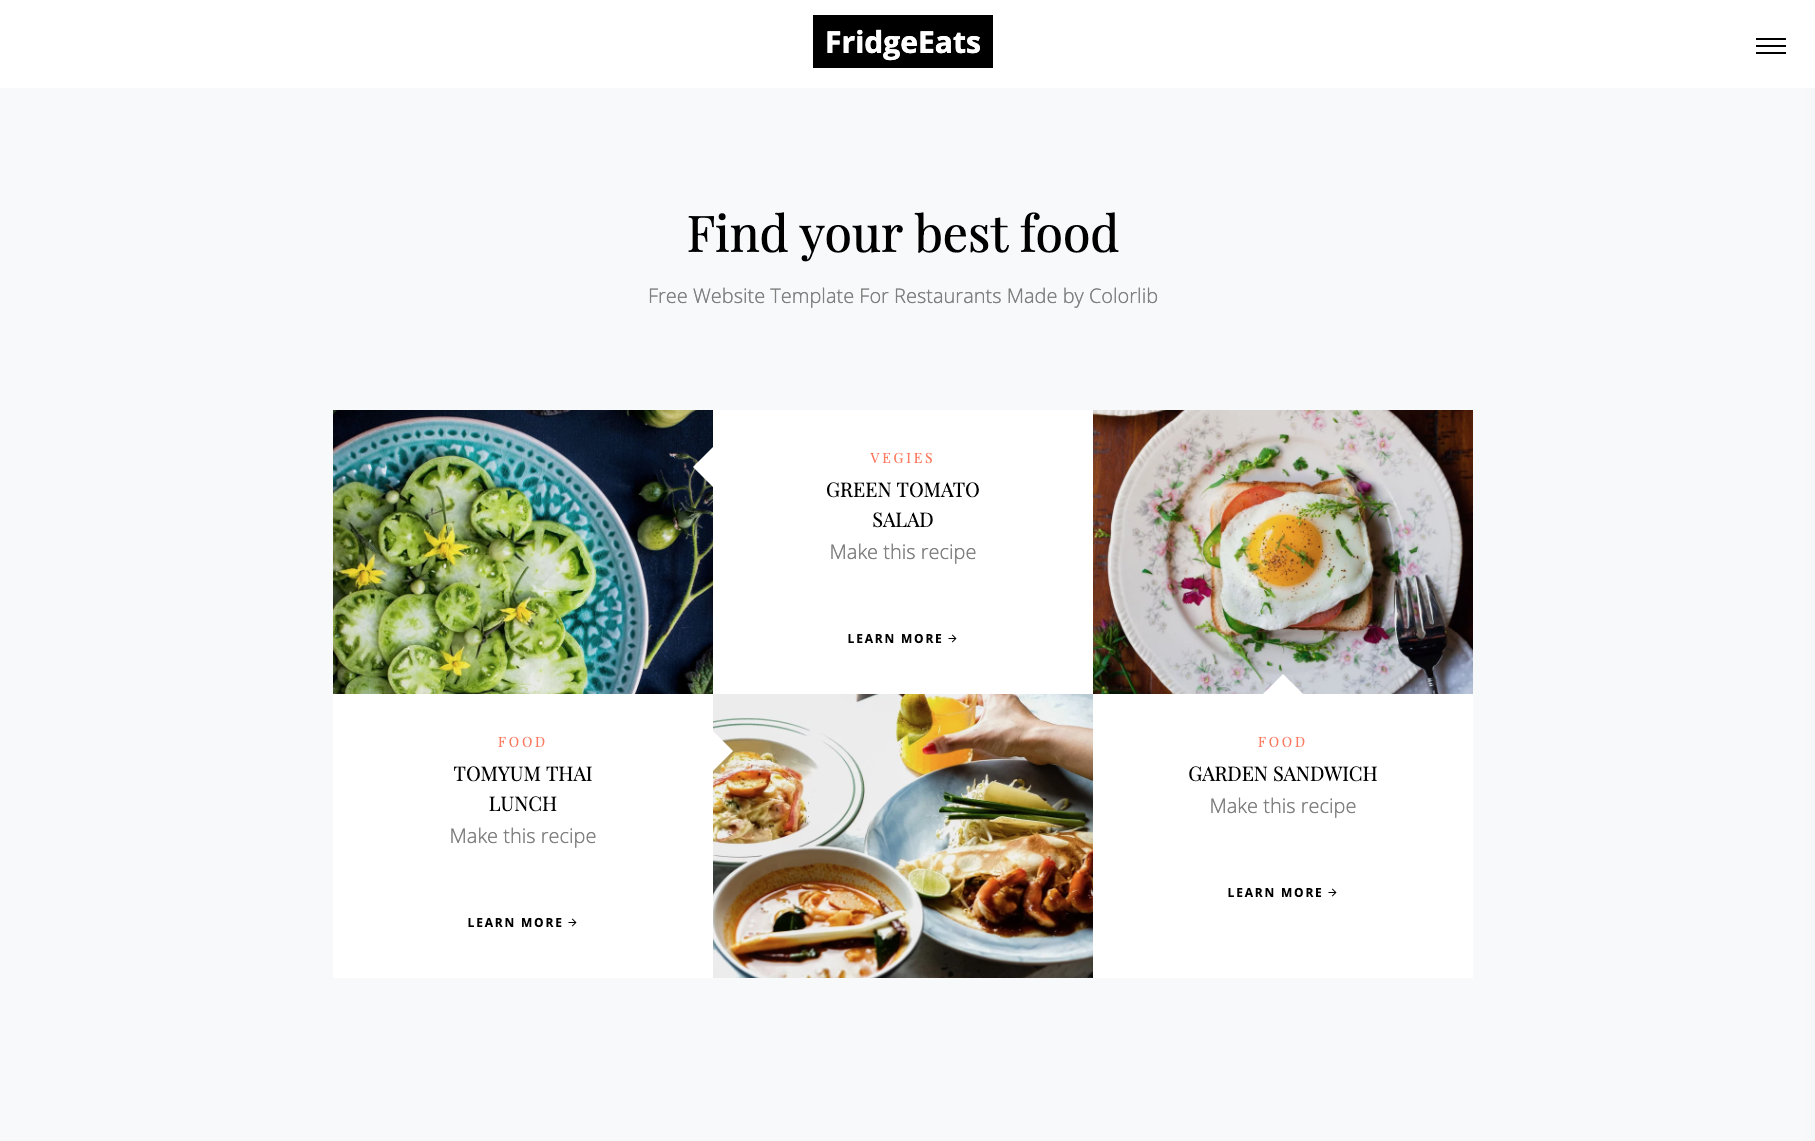 FridgeEats
Find your best food
Free Website Template For Restaurants Made by Colorlib
VEGIES
GREEN TOMATO
SALAD
Make this recipe
LEARN MORE →
FOOD
TOMYUM THAI
LUNCH
Make this recipe
LEARN MORE →
FOOD
GARDEN SANDWICH
Make this recipe
LEARN MORE →